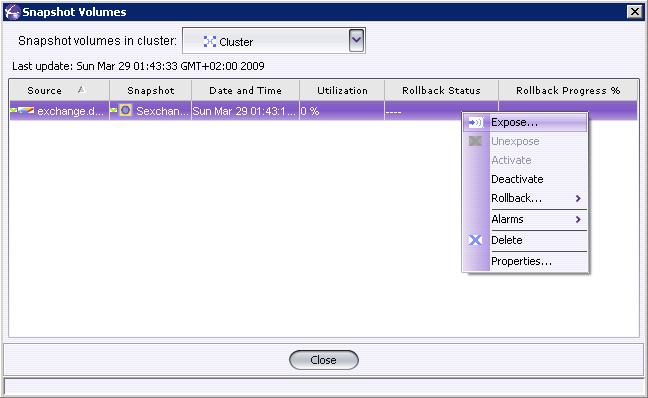 Snapshot Volumes
Snapshot volumes in cluster: Cluster
Last update: Sun Mar 29 01:43:33 GMT+02:00 2009
Source Snapshot Date and Time Utilization Rollback Status Rollback Progress %
exchange.d... Sexchan... Sun Mar 29 01:43:1... 0 % ----
Expose...
Unexpose
Activate
Deactivate
Rollback...
Alarms
Delete
Properties...
Close